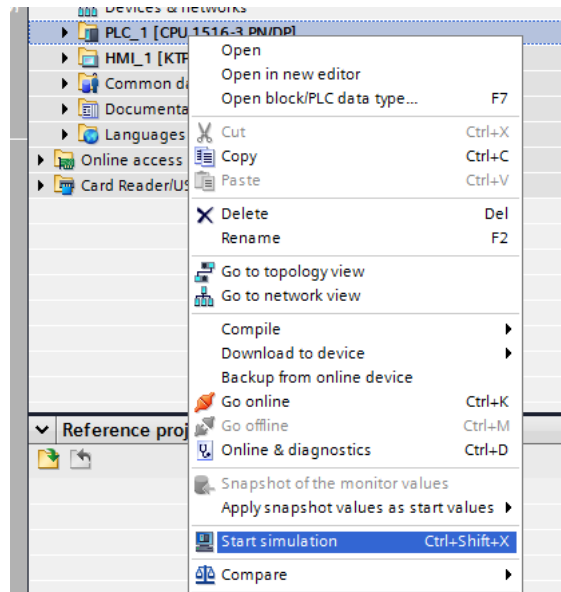 Devices & networks
PLC_1 [CPU 1516-3 PN/DP]
HMI_1 [KTP
Common da
Documenta
Languages
Online access
Card Reader/US
Open
Open in new editor
Open block/PLC data type... F7
Cut Ctrl+X
Copy Ctrl+C
Paste Ctrl+V
Delete Del
Rename F2
Go to topology view
Go to network view
Compile
Download to device
Backup from online device
Go online Ctrl+K
Go offline Ctrl+M
Online & diagnostics Ctrl+D
Snapshot of the monitor values
Apply snapshot values as start values
Start simulation Ctrl+Shift+X
Compare
Reference proj